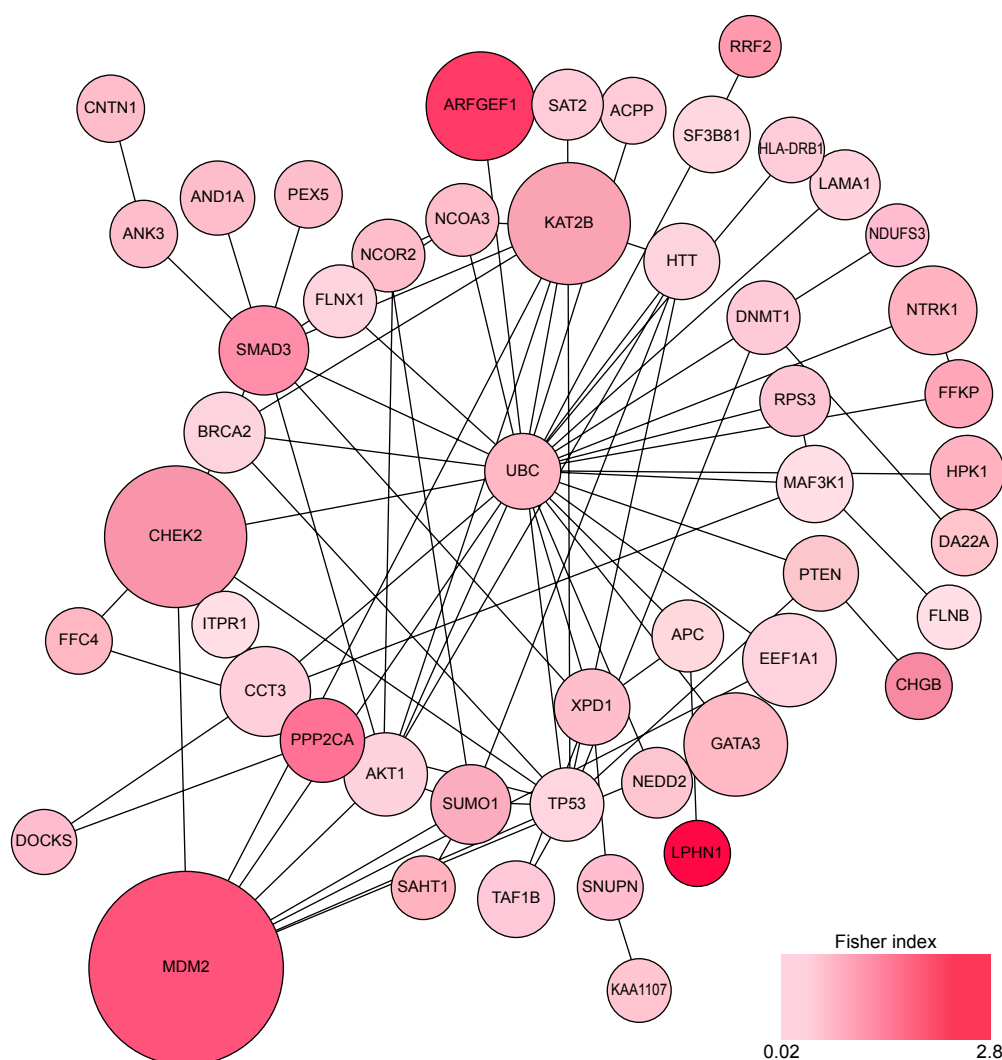 RRF2
ARFGEF1
SAT2
ACPP
CNTN1
SF3B81
HLA-DRB1
LAMA1
AND1A
PEX5
NCOA3
KAT2B
ANK3
NCOR2
NDUFS3
HTT
FLNX1
NTRK1
DNMT1
SMAD3
FFKP
RPS3
BRCA2
UBC
HPK1
MAF3K1
CHEK2
DA22A
PTEN
FLNB
ITPR1
FFC4
APC
EEF1A1
CHGB
CCT3
XPD1
PPP2CA
GATA3
AKT1
NEDD2
SUMO1
TP53
DOCKS
LPHN1
SAHT1
TAF1B
SNUPN
Fisher index
MDM2
KAA1107
0.02
2.8